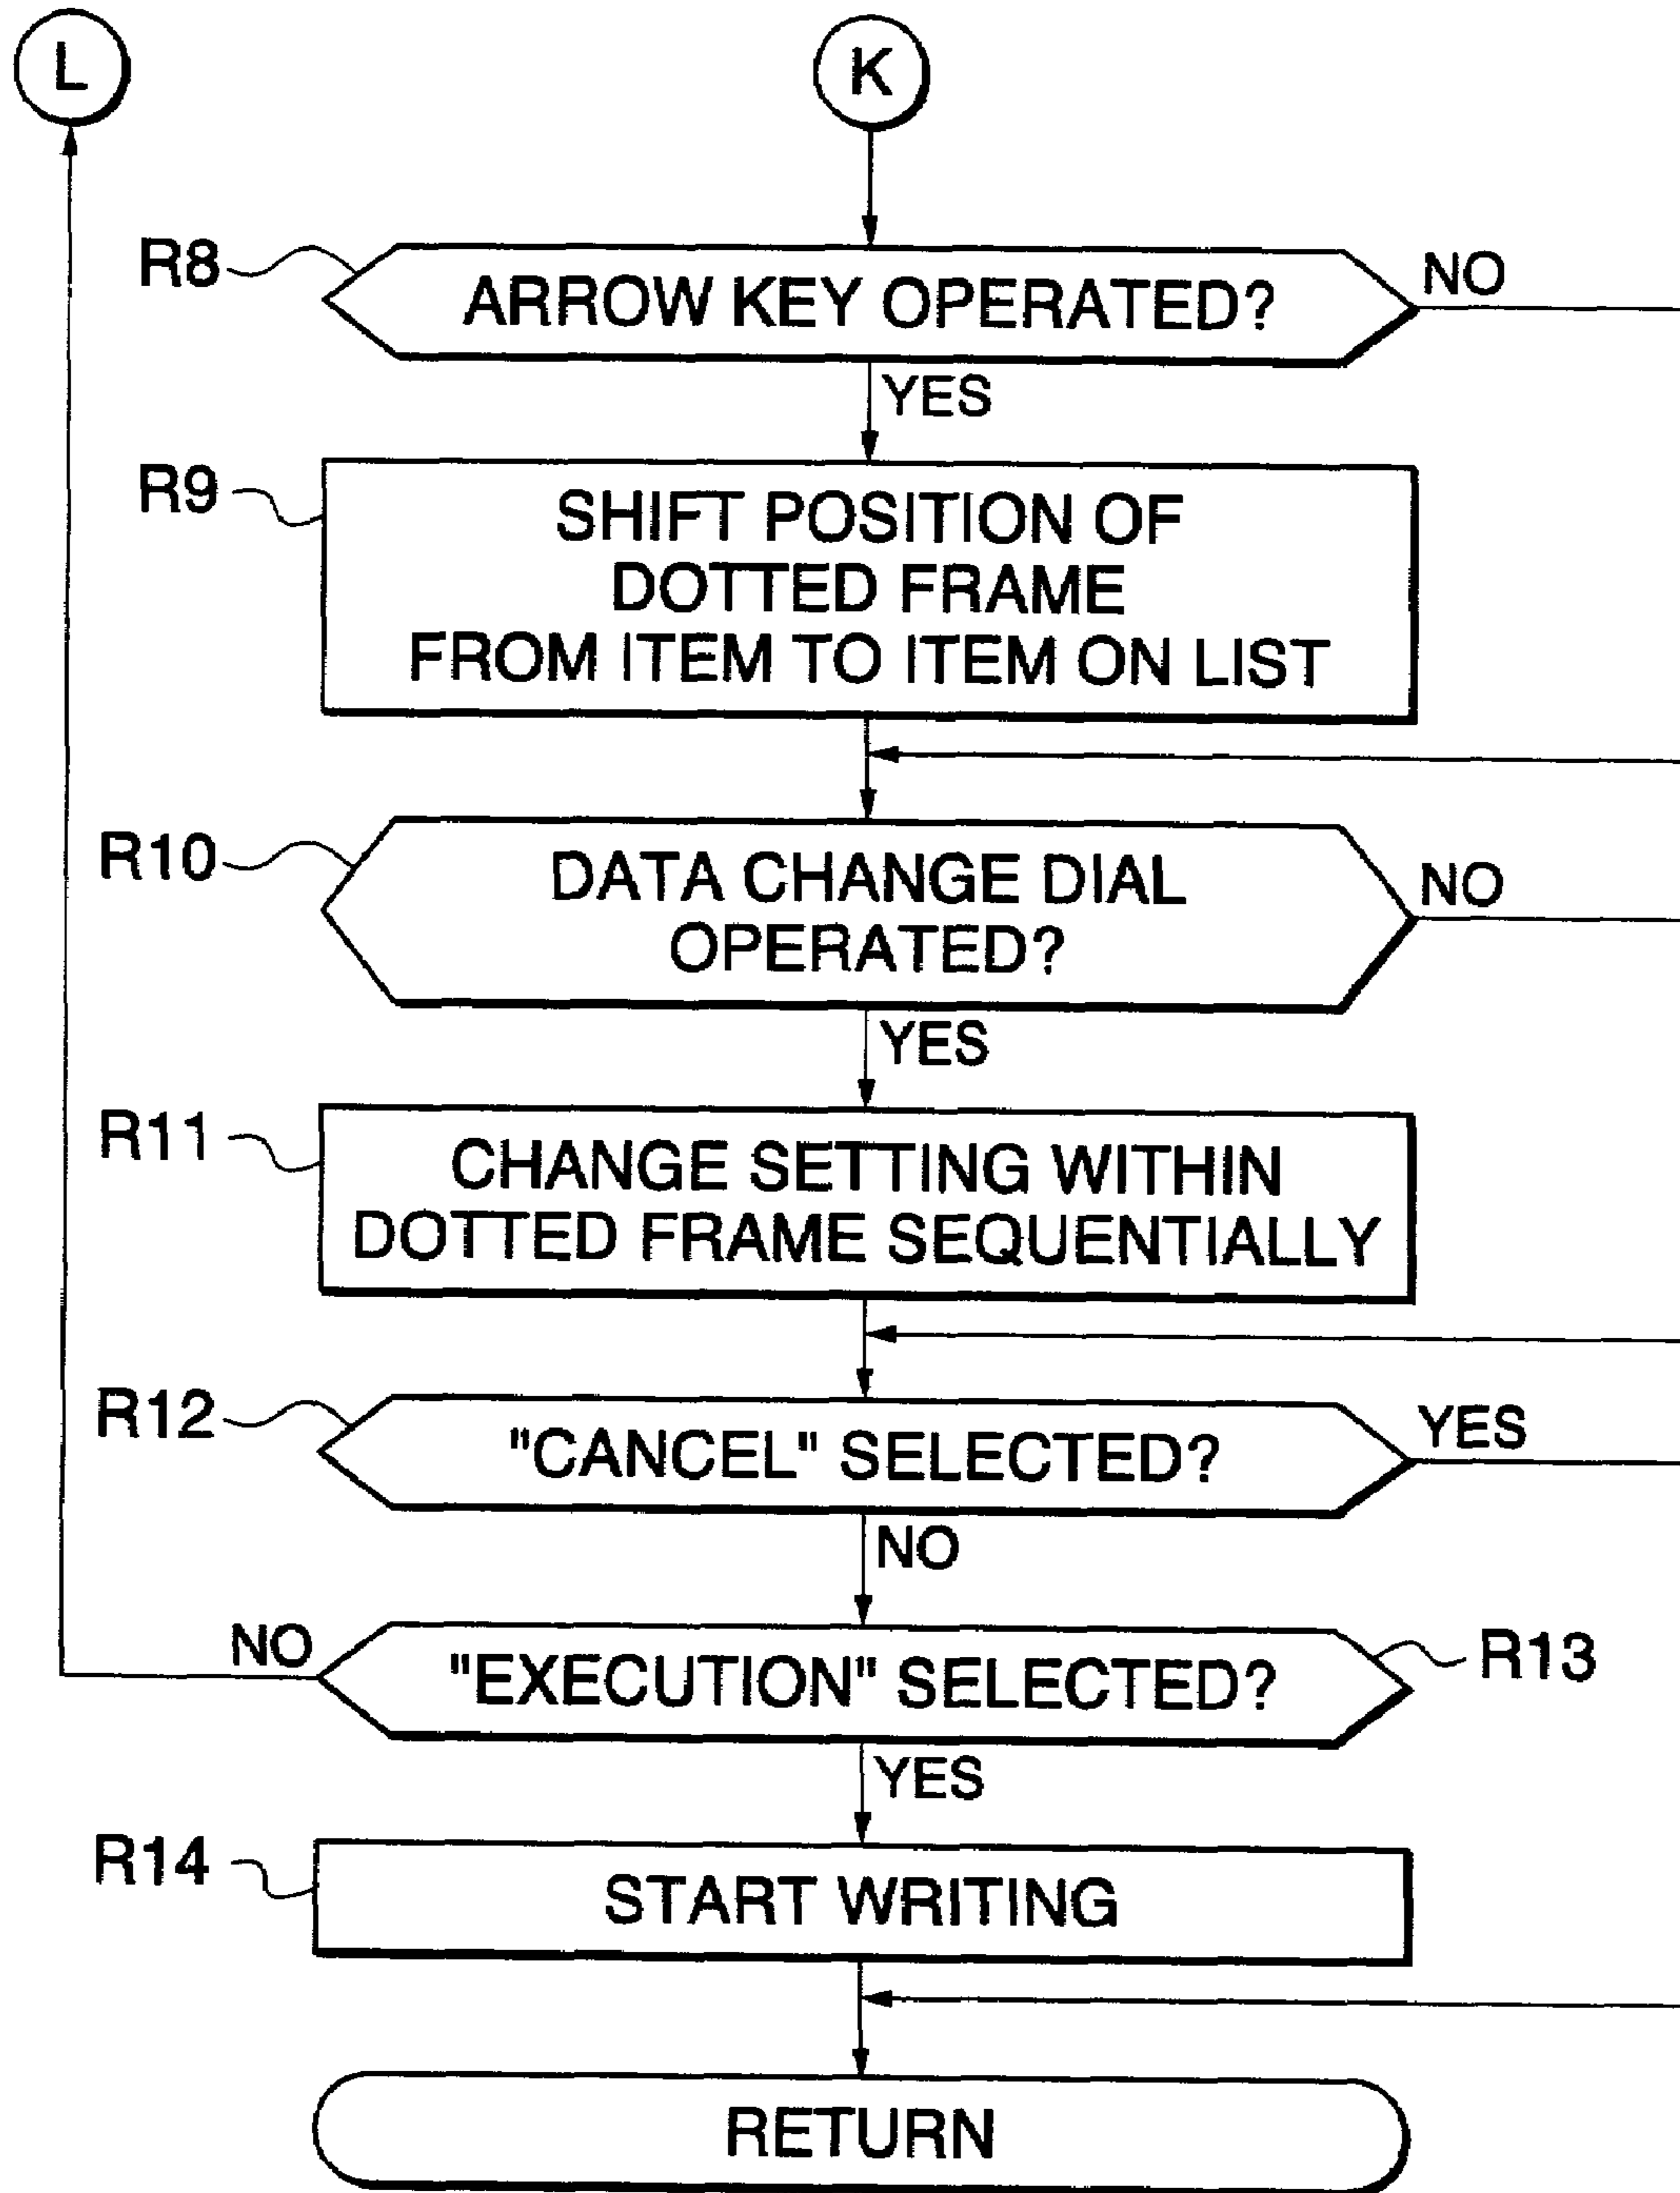 L
K
R8
ARROW KEY OPERATED?
NO
YES
R9
SHIFT POSITION OF
DOTTED FRAME
FROM ITEM TO ITEM ON LIST
R10
DATA CHANGE DIAL
OPERATED?
NO
YES
R11
CHANGE SETTING WITHIN
DOTTED FRAME SEQUENTIALLY
R12
"CANCEL" SELECTED?
YES
NO
NO
"EXECUTION" SELECTED?
R13
YES
R14
START WRITING
RETURN